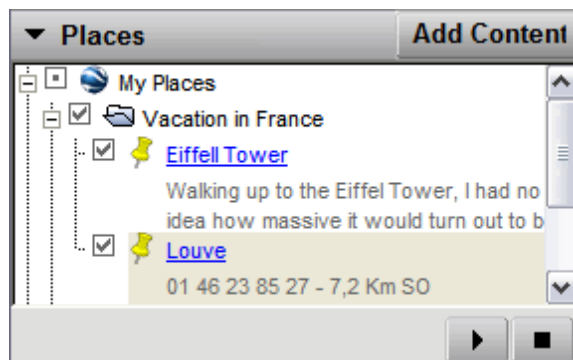 Places
Add Content
My Places
Vacation in France
Eiffell Tower
Walking up to the Eiffel Tower, I had no
idea how massive it would turn out to b
Louve
01 46 23 85 27 - 7,2 Km SO